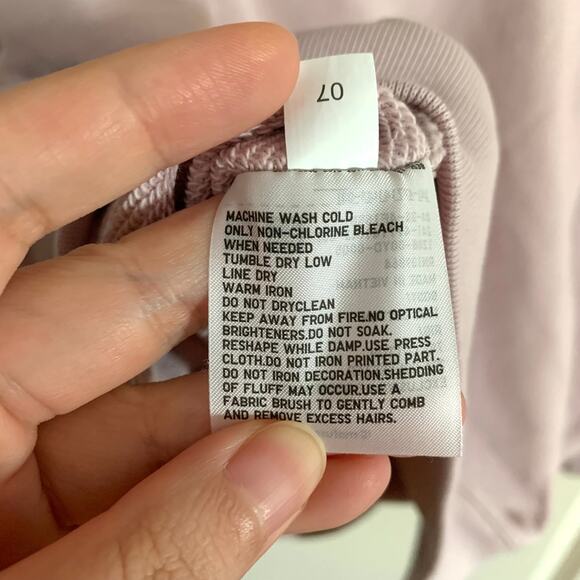 07
MACHINE WASH COLD
ONLY NON-CHLORINE BLEACH
WHEN NEEDED
TUMBLE DRY LOW
LINE DRY
WARM IRON
DO NOT DRYCLEAN
KEEP AWAY FROM FIRE.NO OPTICAL
BRIGHTENERS.DO NOT SOAK.
RESHAPE WHILE DAMP.USE PRESS
CLOTH.DO NOT IRON PRINTED PART.
DO NOT IRON DECORATION.SHEDDING
OF FLUFF MAY OCCUR.USE A
FABRIC BRUSH TO GENTLY COMB
AND REMOVE EXCESS HAIRS.
MADE IN VIETNAM